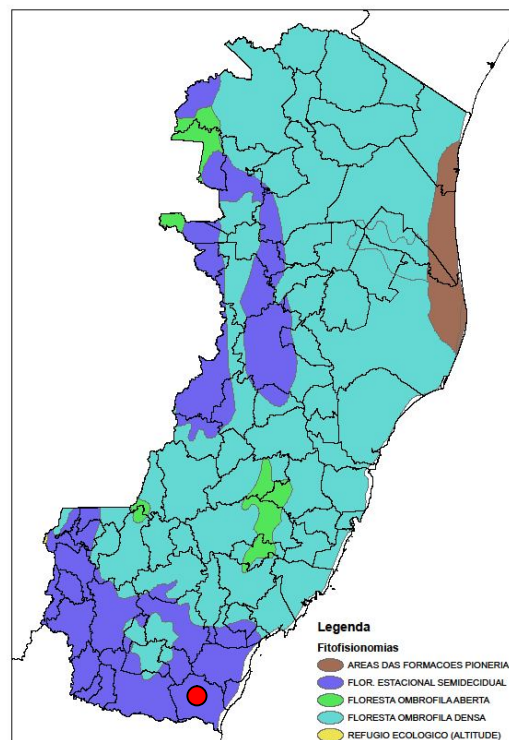 Legenda
Fitofisionomias
AREAS DAS FORMACOES PIONERIA
FLOR. ESTACIONAL SEMIDECIDUAL
FLORESTA OMBROFILA ABERTA
FLORESTA OMBROFILA DENSA
REFUGIO ECOLOGICO (ALTITUDE)